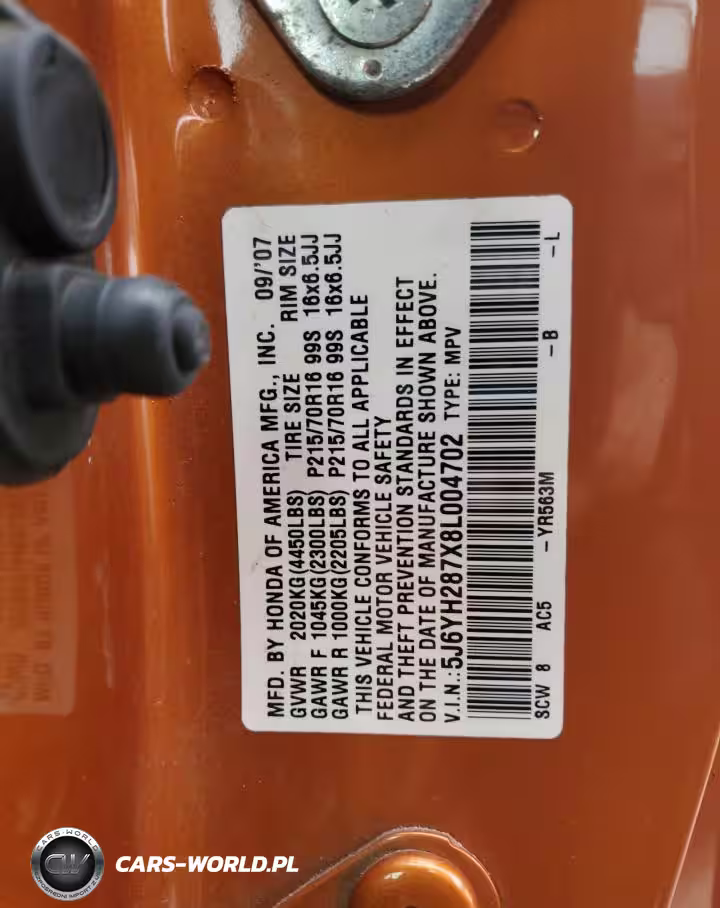 MFD. BY HONDA OF AMERICA MFG., INC. 09/'07
GVWR 2020KG(4450LBS) TIRE SIZE RIM SIZE
GAWR F 1045KG(2300LBS) P215/70R16 99S 16x6.5JJ
GAWR R 1000KG(2205LBS) P215/70R16 99S 16x6.5JJ
THIS VEHICLE CONFORMS TO ALL APPLICABLE
FEDERAL MOTOR VEHICLE SAFETY
AND THEFT PREVENTION STANDARDS IN EFFECT
ON THE DATE OF MANUFACTURE SHOWN ABOVE.
V.I.N.:5J6YH287X8L004702 TYPE: MPV
SCW 8 AC5 -YR563M -B -L
CARS-WORLD
CW
CARS-WORLD.PL